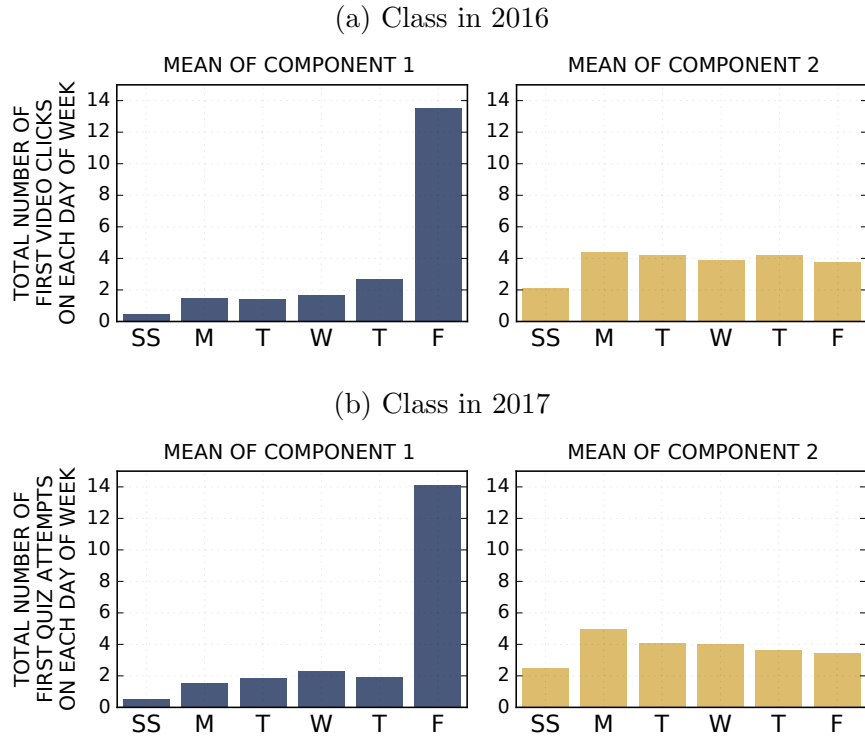 (a) Class in 2016
MEAN OF COMPONENT 1
MEAN OF COMPONENT 2
TOTAL NUMBER OF
FIRST VIDEO CLICKS
ON EACH DAY OF WEEK
14
12
10
8
6
4
2
0
SS M T W T F
14
12
10
8
6
4
2
0
SS M T W T F
(b) Class in 2017
MEAN OF COMPONENT 1
MEAN OF COMPONENT 2
TOTAL NUMBER OF
FIRST QUIZ ATTEMPTS
ON EACH DAY OF WEEK
14
12
10
8
6
4
2
0
SS M T W T F
14
12
10
8
6
4
2
0
SS M T W T F